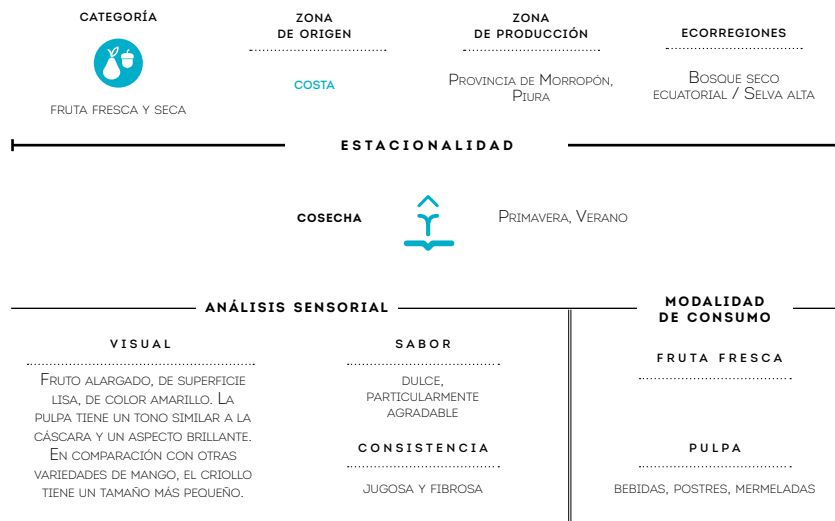 CATEGORÍA
FRUTA FRESCA Y SECA
ZONA
DE ORIGEN
COSTA
ZONA
DE PRODUCCIÓN
Provincia de Morropón,
Piura
ECORREGIONES
Bosque seco
ecuatorial / Selva alta
ESTACIONALIDAD
COSECHA
Primavera, Verano
ANÁLISIS SENSORIAL
VISUAL
Fruto alargado, de superficie
lisa, de color amarillo. La
pulpa tiene un tono similar a la
cáscara y un aspecto brillante.
En comparación con otras
variedades de mango, el criollo
tiene un tamaño más pequeño.
SABOR
dulce,
particularmente
agradable
CONSISTENCIA
jugosa y fibrosa
MODALIDAD
DE CONSUMO
FRUTA FRESCA
PULPA
bebidas, postres, mermeladas